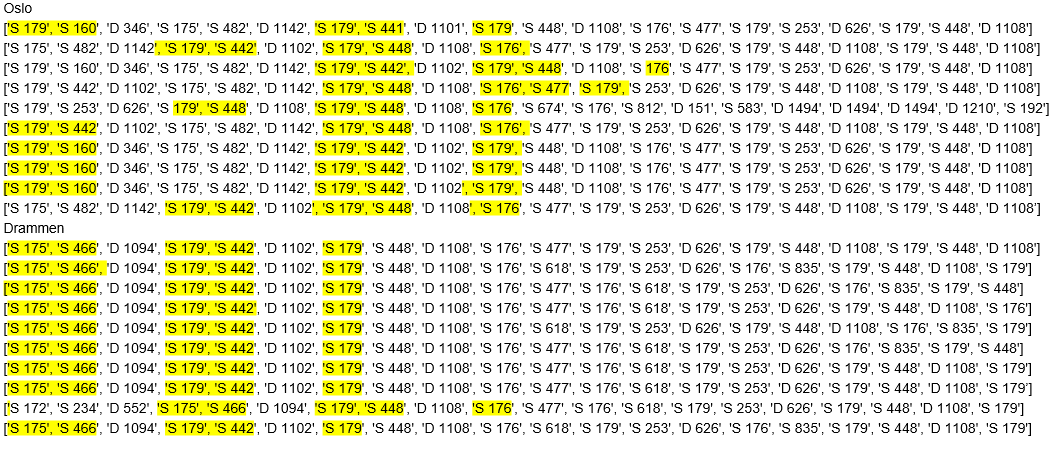 Oslo
['S 179', 'S 160', 'D 346', 'S 175', 'S 482', 'D 1142', 'S 179', 'S 441', 'D 1101', 'S 179', 'S 448', 'D 1108', 'S 176', 'S 477', 'S 179', 'S 253', 'D 626', 'S 179', 'S 448', 'D 1108']
['S 175', 'S 482', 'D 1142', 'S 179', 'S 442', 'D 1102', 'S 179', 'S 448', 'D 1108', 'S 176', 'S 477', 'S 179', 'S 253', 'D 626', 'S 179', 'S 448', 'D 1108', 'S 179', 'S 448', 'D 1108']
['S 179', 'S 160', 'D 346', 'S 175', 'S 482', 'D 1142', 'S 179', 'S 442', 'D 1102', 'S 179', 'S 448', 'D 1108', 'S 176', 'S 477', 'S 179', 'S 253', 'D 626', 'S 179', 'S 448', 'D 1108']
['S 179', 'S 442', 'D 1102', 'S 175', 'S 482', 'D 1142', 'S 179', 'S 448', 'D 1108', 'S 176', 'S 477', 'S 179', 'S 253', 'D 626', 'S 179', 'S 448', 'D 1108', 'S 179', 'S 448', 'D 1108']
['S 179', 'S 253', 'D 626', 'S 179', 'S 448', 'D 1108', 'S 179', 'S 448', 'D 1108', 'S 176', 'S 674', 'S 176', 'S 812', 'D 151', 'S 583', 'D 1494', 'D 1494', 'D 1494', 'D 1210', 'S 192']
['S 179', 'S 442', 'D 1102', 'S 175', 'S 482', 'D 1142', 'S 179', 'S 448', 'D 1108', 'S 176', 'S 477', 'S 179', 'S 253', 'D 626', 'S 179', 'S 448', 'D 1108', 'S 179', 'S 448', 'D 1108']
['S 179', 'S 160', 'D 346', 'S 175', 'S 482', 'D 1142', 'S 179', 'S 442', 'D 1102', 'S 179', 'S 448', 'D 1108', 'S 176', 'S 477', 'S 179', 'S 253', 'D 626', 'S 179', 'S 448', 'D 1108']
['S 179', 'S 160', 'D 346', 'S 175', 'S 482', 'D 1142', 'S 179', 'S 442', 'D 1102', 'S 179', 'S 448', 'D 1108', 'S 176', 'S 477', 'S 179', 'S 253', 'D 626', 'S 179', 'S 448', 'D 1108']
['S 179', 'S 160', 'D 346', 'S 175', 'S 482', 'D 1142', 'S 179', 'S 442', 'D 1102', 'S 179', 'S 448', 'D 1108', 'S 176', 'S 477', 'S 179', 'S 253', 'D 626', 'S 179', 'S 448', 'D 1108']
['S 175', 'S 482', 'D 1142', 'S 179', 'S 442', 'D 1102', 'S 179', 'S 448', 'D 1108', 'S 176', 'S 477', 'S 179', 'S 253', 'D 626', 'S 179', 'S 448', 'D 1108', 'S 179', 'S 448', 'D 1108']
Drammen
['S 175', 'S 466', 'D 1094', 'S 179', 'S 442', 'D 1102', 'S 179', 'S 448', 'D 1108', 'S 176', 'S 477', 'S 179', 'S 253', 'D 626', 'S 179', 'S 448', 'D 1108', 'S 179', 'S 448', 'D 1108']
['S 175', 'S 466', 'D 1094', 'S 179', 'S 442', 'D 1102', 'S 179', 'S 448', 'D 1108', 'S 176', 'S 618', 'S 179', 'S 253', 'D 626', 'S 176', 'S 835', 'S 179', 'S 448', 'D 1108', 'S 179']
['S 175', 'S 466', 'D 1094', 'S 179', 'S 442', 'D 1102', 'S 179', 'S 448', 'D 1108', 'S 176', 'S 477', 'S 176', 'S 618', 'S 179', 'S 253', 'D 626', 'S 176', 'S 835', 'S 179', 'S 448']
['S 175', 'S 466', 'D 1094', 'S 179', 'S 442', 'D 1102', 'S 179', 'S 448', 'D 1108', 'S 176', 'S 477', 'S 176', 'S 618', 'S 179', 'S 253', 'D 626', 'S 179', 'S 448', 'D 1108', 'S 176']
['S 175', 'S 466', 'D 1094', 'S 179', 'S 442', 'D 1102', 'S 179', 'S 448', 'D 1108', 'S 176', 'S 618', 'S 179', 'S 253', 'D 626', 'S 179', 'S 448', 'D 1108', 'S 176', 'S 835', 'S 179']
['S 175', 'S 466', 'D 1094', 'S 179', 'S 442', 'D 1102', 'S 179', 'S 448', 'D 1108', 'S 176', 'S 477', 'S 176', 'S 618', 'S 179', 'S 253', 'D 626', 'S 176', 'S 835', 'S 179', 'S 448']
['S 175', 'S 466', 'D 1094', 'S 179', 'S 442', 'D 1102', 'S 179', 'S 448', 'D 1108', 'S 176', 'S 477', 'S 176', 'S 618', 'S 179', 'S 253', 'D 626', 'S 179', 'S 448', 'D 1108', 'S 179']
['S 175', 'S 466', 'D 1094', 'S 179', 'S 442', 'D 1102', 'S 179', 'S 448', 'D 1108', 'S 176', 'S 477', 'S 176', 'S 618', 'S 179', 'S 253', 'D 626', 'S 179', 'S 448', 'D 1108', 'S 179']
['S 172', 'S 234', 'D 552', 'S 175', 'S 466', 'D 1094', 'S 179', 'S 448', 'D 1108', 'S 176', 'S 477', 'S 176', 'S 618', 'S 179', 'S 253', 'D 626', 'S 179', 'S 448', 'D 1108', 'S 179']
['S 175', 'S 466', 'D 1094', 'S 179', 'S 442', 'D 1102', 'S 179', 'S 448', 'D 1108', 'S 176', 'S 618', 'S 179', 'S 253', 'D 626', 'S 176', 'S 835', 'S 179', 'S 448', 'D 1108', 'S 179']